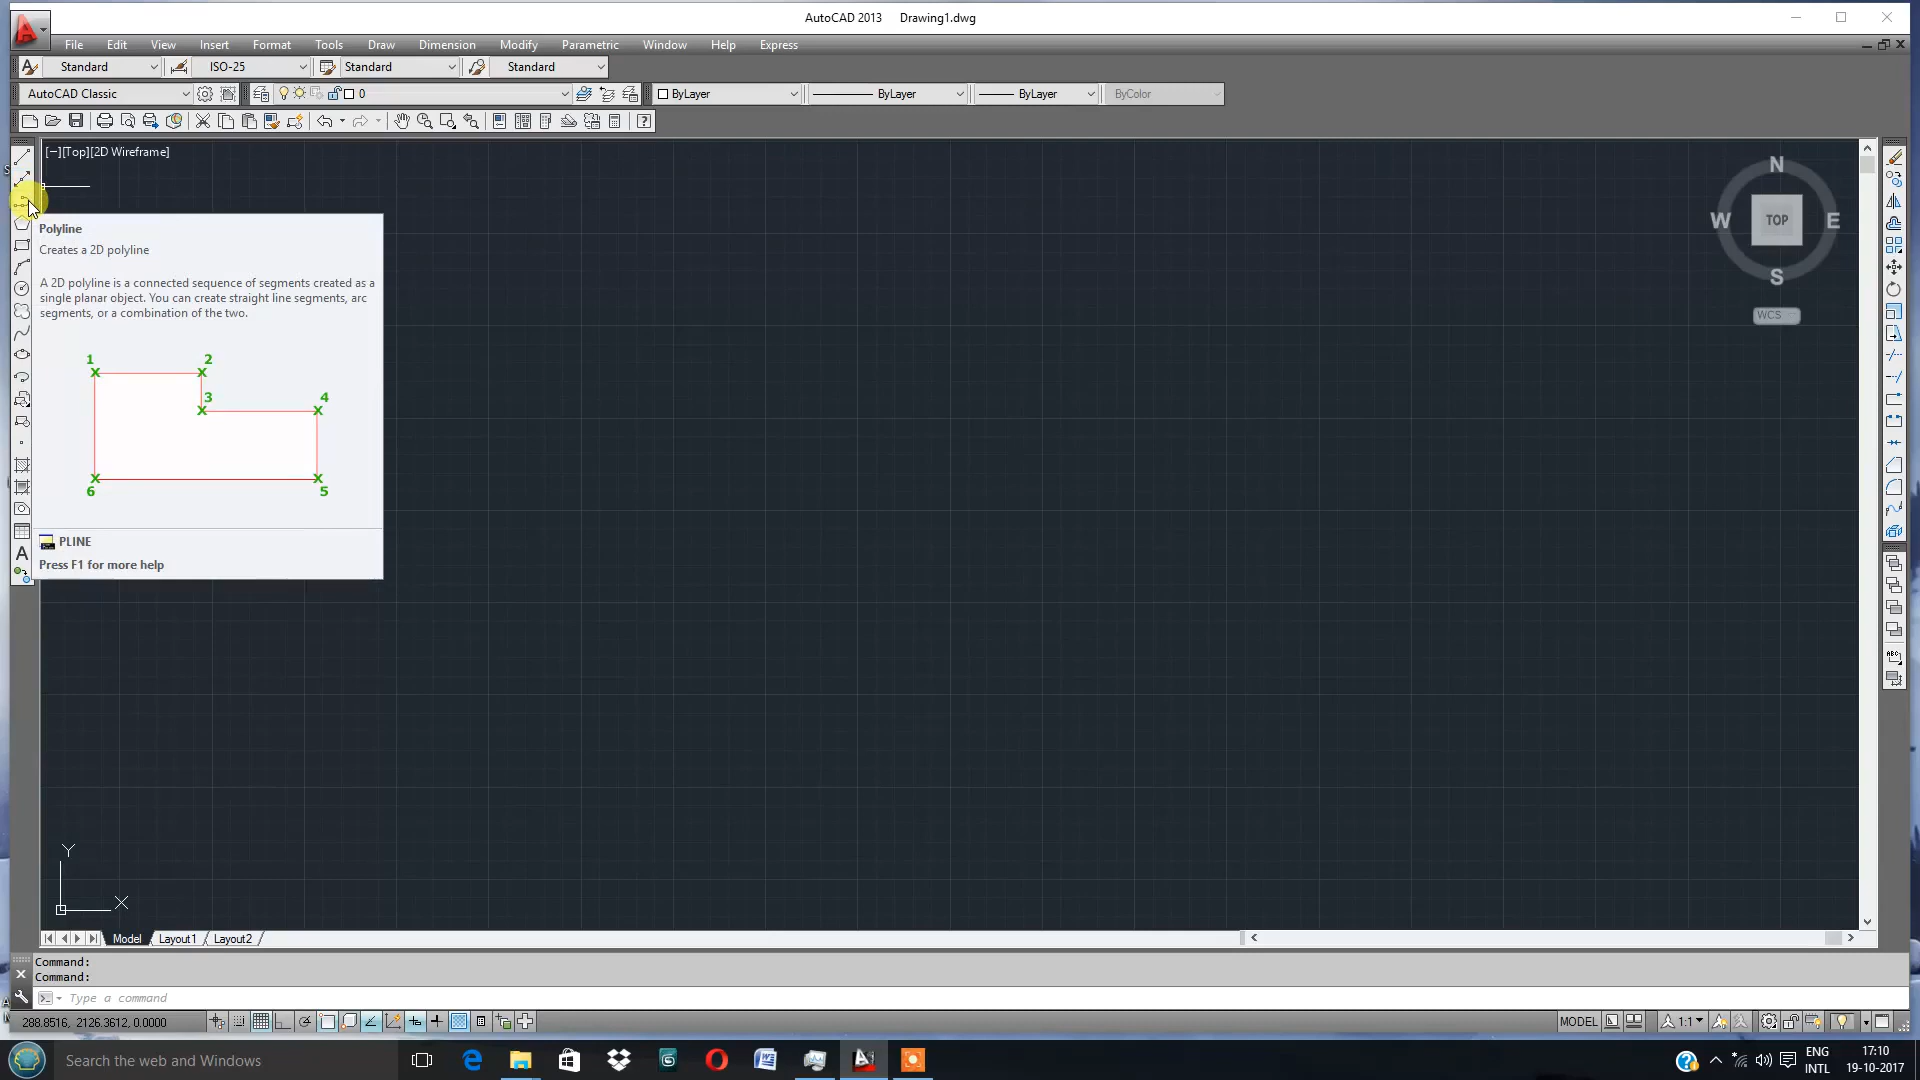 AutoCAD 2013 Drawing1.dwg
File Edit View Insert Format Tools Draw Dimension Modify Parametric Window Help Express
Standard ISO-25 Standard Standard
AutoCAD Classic 0 ByLayer ByLayer ByLayer ByColor
[−][Top][2D Wireframe]
N
W TOP E
S
WCS
Polyline
Creates a 2D polyline
A 2D polyline is a connected sequence of segments created as a
single planar object. You can create straight line segments, arc
segments, or a combination of the two.
1 2
3 4
6 5
PLINE
Press F1 for more help
A
ABC
Y
X
Model Layout1 Layout2
Command:
Command:
Type a command
288.8516, 2126.3612, 0.0000 MODEL 1:1
Search the web and Windows
ENG
INTL
17:10
19-10-2017